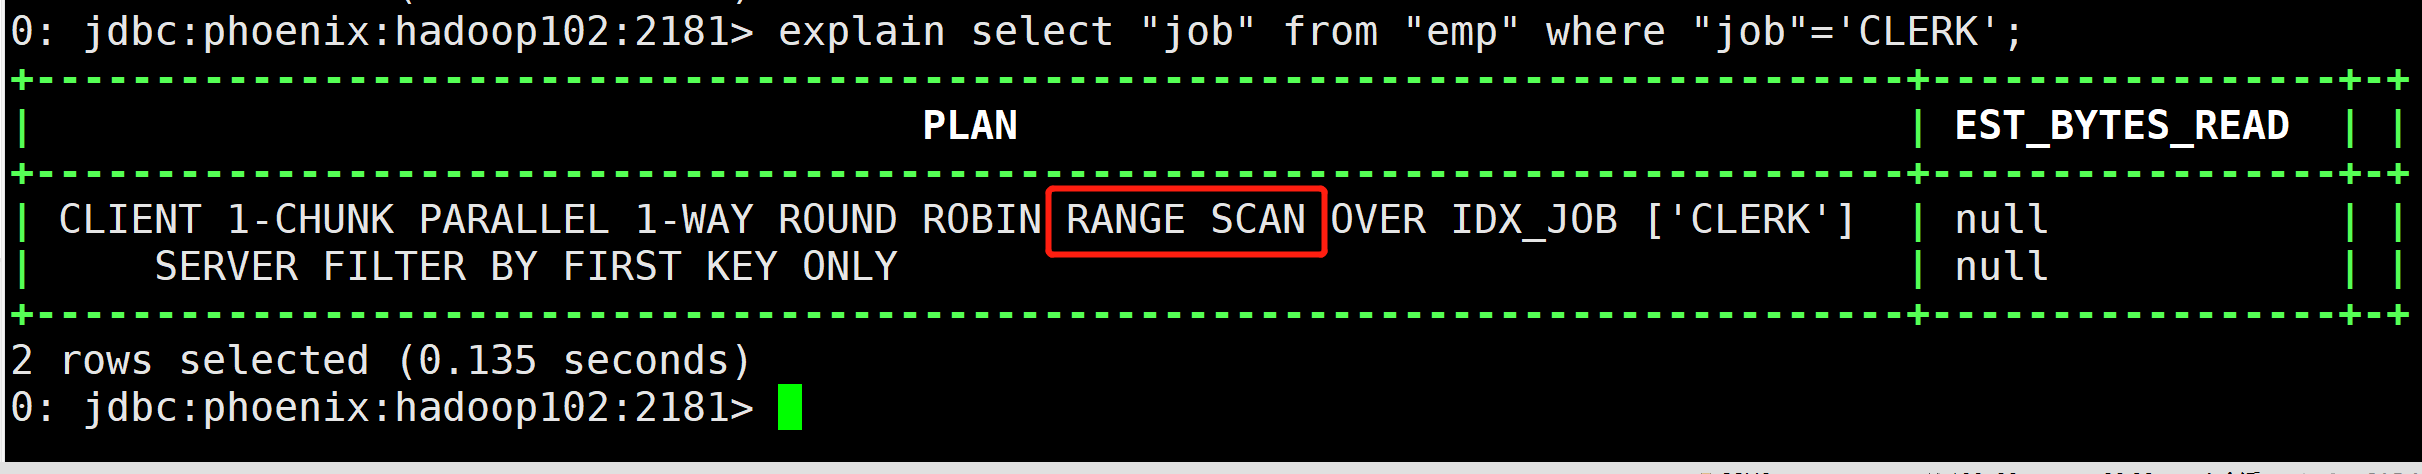 0: jdbc:phoenix:hadoop102:2181> explain select "job" from "emp" where "job"='CLERK';
+------------------------------------------------------------------------------+-----------------+-+
| PLAN | EST_BYTES_READ | |
+------------------------------------------------------------------------------+-----------------+-+
| CLIENT 1-CHUNK PARALLEL 1-WAY ROUND ROBIN RANGE SCAN OVER IDX_JOB ['CLERK'] | null | |
| SERVER FILTER BY FIRST KEY ONLY | null | |
+------------------------------------------------------------------------------+-----------------+-+
2 rows selected (0.135 seconds)
0: jdbc:phoenix:hadoop102:2181>